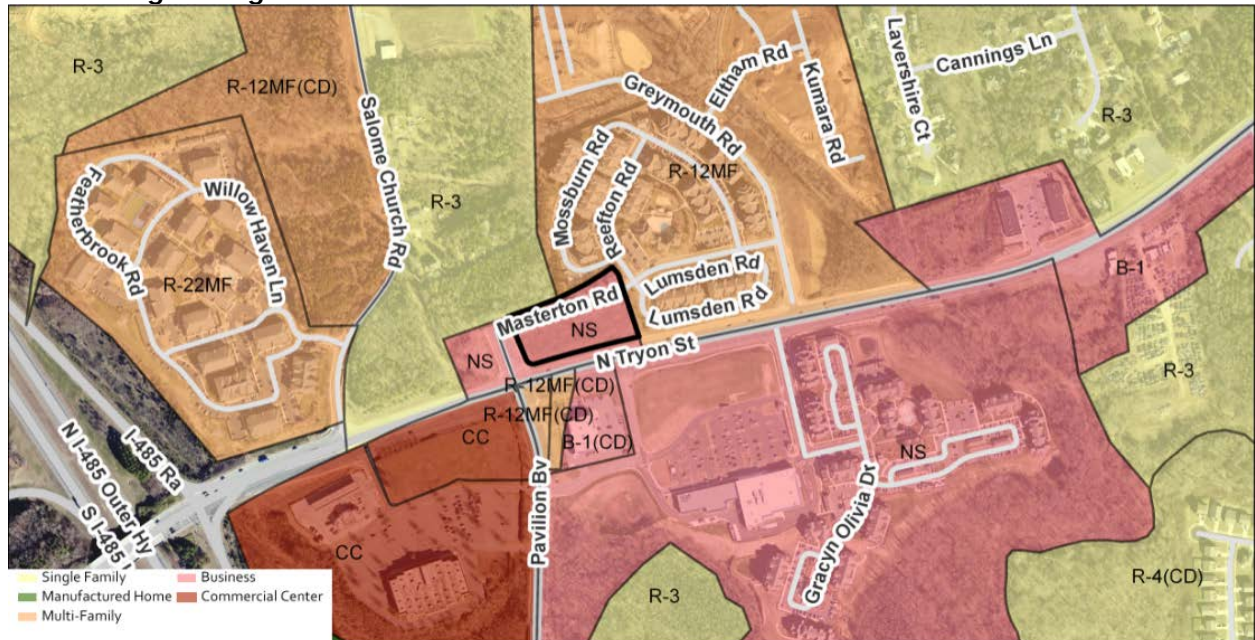 R-3
R-12MF(CD)
Salome Church Rd
Featherbrook Rd
Willow Haven Ln
R-22MF
R-3
Greymouth Rd
Eltham Rd
Kumara Rd
Mossburn Rd
Reefton Rd
R-12MF
Lumsden Rd
Lumsden Rd
Lavershire Ct
Cannings Ln
R-3
Masterton Rd
NS
NS
N Tryon St
B-1
R-3
R-12MF(CD)
R-12MF(CD)
B-1(CD)
CC
CC
Pavilion Bv
NS
Gracyn Olivia Dr
R-3
R-4(CD)
I-485 Ra
N I-485 Outer Hy
S I-485 I
Single Family
Manufactured Home
Multi-Family
Business
Commercial Center